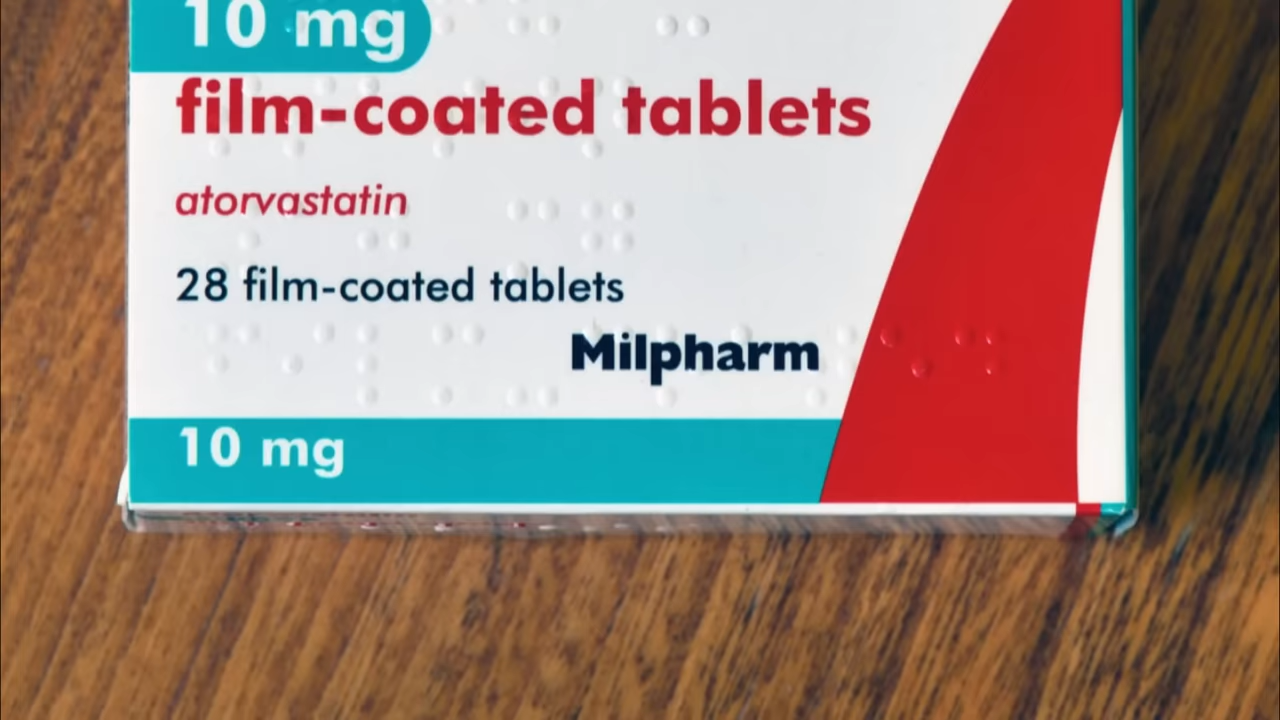 10 mg
film-coated tablets
atorvastatin
28 film-coated tablets
Milpharm
10 mg